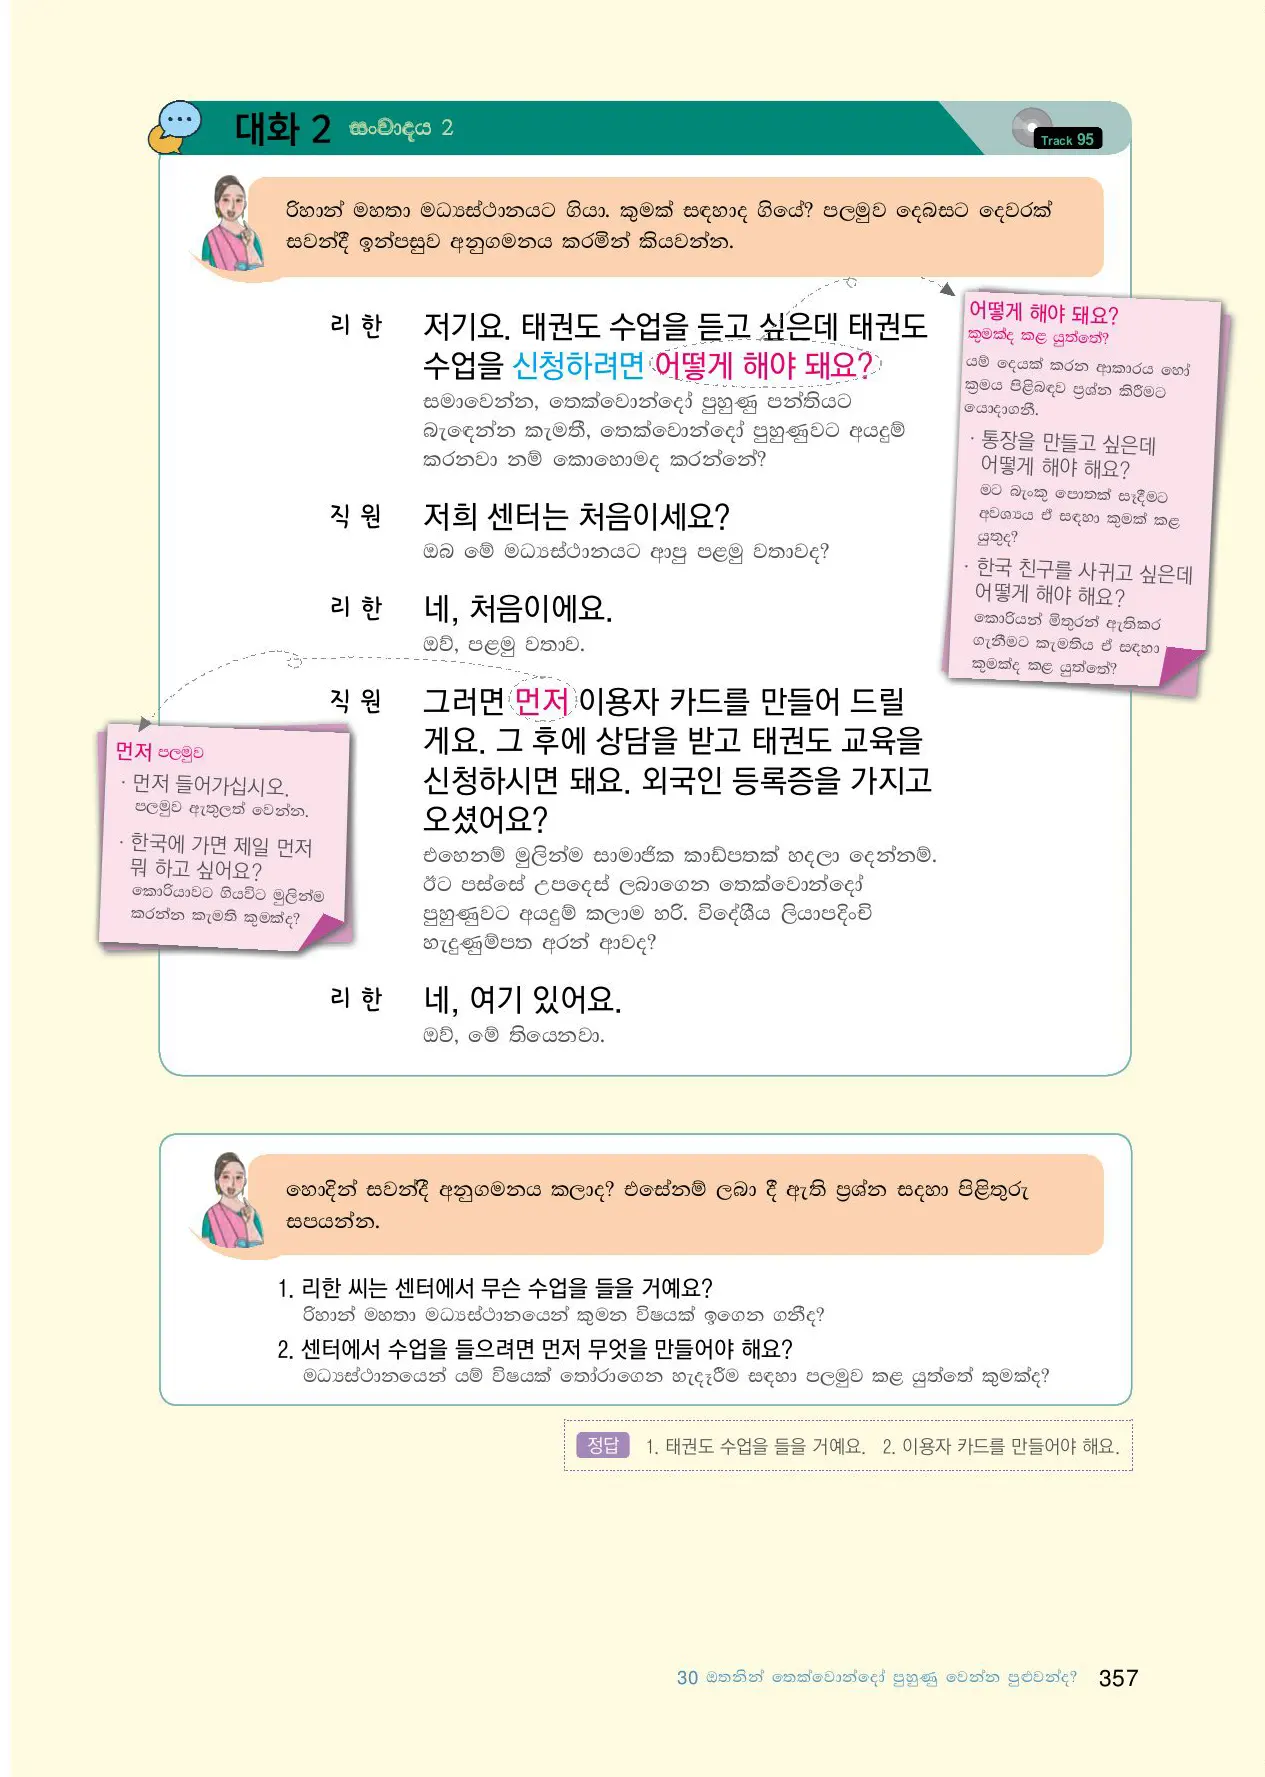 대화 2 සංවාදය 2
Track 95
රිහාන් මහතා මධ්‍යස්ථානයට ගියා. කුමක් සඳහාද ගියේ? පලමුව දෙබසට දෙවරක්
සවන්දී ඉන්පසුව අනුගමනය කරමින් කියවන්න.
리 한 저기요. 태권도 수업을 듣고 싶은데 태권도
수업을 신청하려면 어떻게 해야 돼요?
සමාවෙන්න, තෙක්වොන්දෝ පුහුණු පන්තියට
බැඳෙන්න කැමතී, තෙක්වොන්දෝ පුහුණුවට අයදුම්
කරනවා නම් කොහොමද කරන්නේ?
직 원 저희 센터는 처음이세요?
ඔබ මේ මධ්‍යස්ථානයට ආපු පළමු වතාවද?
리 한 네, 처음이에요.
ඔව්, පළමු වතාව.
직 원 그러면 먼저 이용자 카드를 만들어 드릴
게요. 그 후에 상담을 받고 태권도 교육을
신청하시면 돼요. 외국인 등록증을 가지고
오셨어요?
එහෙනම් මුලින්ම සාමාජික කාඩ්පතක් හදලා දෙන්නම්.
ඊට පස්සේ උපදෙස් ලබාගෙන තෙක්වොන්දෝ
පුහුණුවට අයදුම් කලාම හරි. විදේශීය ලියාපදිංචි
හැඳුණුම්පත අරන් ආවද?
리 한 네, 여기 있어요.
ඔව්, මේ තියෙනවා.
어떻게 해야 돼요?
කුමක්ද කළ යුත්තේ?
යම් දෙයක් කරන ආකාරය හෝ
ක්‍රමය පිළිබඳව ප්‍රශ්න කිරීමට
යොදාගනී.
· 통장을 만들고 싶은데
어떻게 해야 해요?
මට බැංකු පොතක් සෑදීමට
අවශ්‍යය ඒ සඳහා කුමක් කළ
යුතුද?
· 한국 친구를 사귀고 싶은데
어떻게 해야 해요?
කොරියන් මිතුරන් ඇතිකර
ගැනීමට කැමතිය ඒ සඳහා
කුමක්ද කළ යුත්තේ?
먼저 පලමුව
· 먼저 들어가십시오.
පලමුව ඇතුලත් වෙන්න.
· 한국에 가면 제일 먼저
뭐 하고 싶어요?
කොරියාවට ගියවිට මුලින්ම
කරන්න කැමති කුමක්ද?
හොඳින් සවන්දී අනුගමනය කලාද? එසේනම් ලබා දී ඇති ප්‍රශ්න සදහා පිළිතුරු
සපයන්න.
1. 리한 씨는 센터에서 무슨 수업을 들을 거예요?
රිහාන් මහතා මධ්‍යස්ථානයෙන් කුමන විෂයක් ඉගෙන ගනීද?
2. 센터에서 수업을 들으려면 먼저 무엇을 만들어야 해요?
මධ්‍යස්ථානයෙන් යම් විෂයක් තෝරාගෙන හැදෑරීම සඳහා පලමුව කළ යුත්තේ කුමක්ද?
정답 1. 태권도 수업을 들을 거예요. 2. 이용자 카드를 만들어야 해요.
30 ඔතනින් තෙක්වොන්දෝ පුහුණු වෙන්න පුළුවන්ද? 357